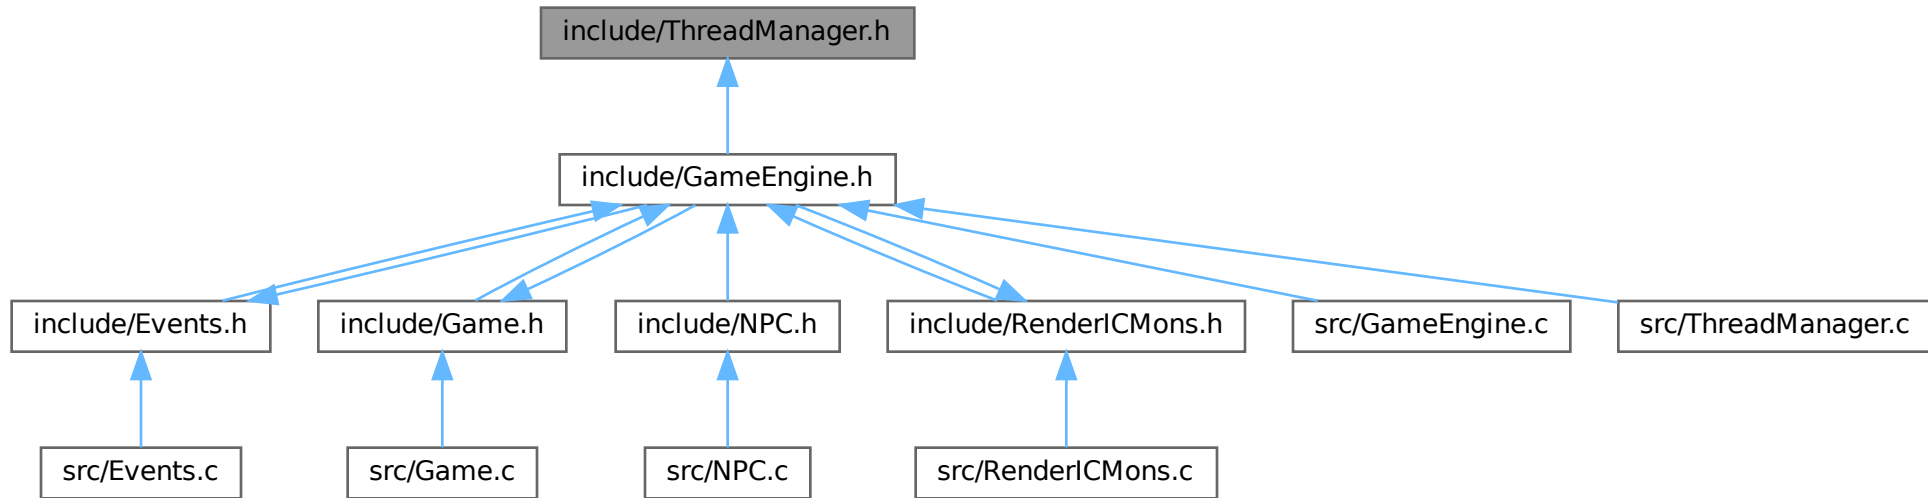 include/ThreadManager.h
include/GameEngine.h
include/Events.h
include/Game.h
include/NPC.h
include/RenderICMons.h
src/GameEngine.c
src/ThreadManager.c
src/Events.c
src/Game.c
src/NPC.c
src/RenderICMons.c